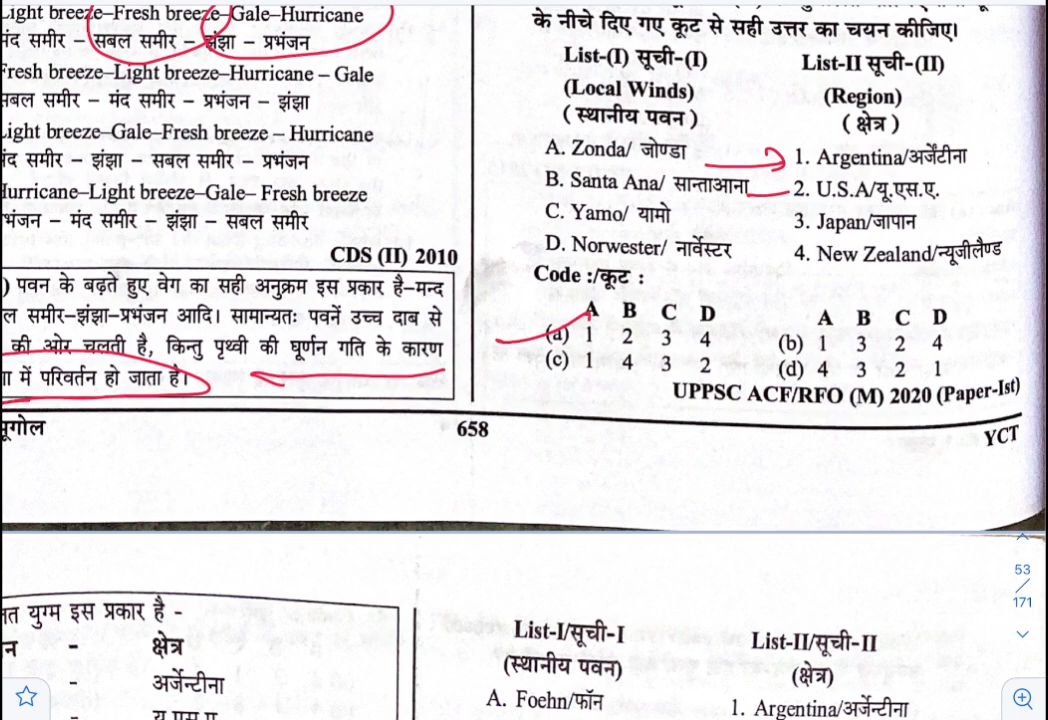 Light breeze–Fresh breeze–Gale–Hurricane
मंद समीर – सबल समीर – झंझा – प्रभंजन
Fresh breeze–Light breeze–Hurricane – Gale
सबल समीर – मंद समीर – प्रभंजन – झंझा
Light breeze–Gale–Fresh breeze – Hurricane
मंद समीर – झंझा – सबल समीर – प्रभंजन
Hurricane–Light breeze–Gale– Fresh breeze
भंजन – मंद समीर – झंझा सबल समीर
CDS (II) 2010
) पवन के बढ़ते हुए वेग का सही अनुक्रम इस प्रकार है–मन्द
ल समीर–झंझा–प्रभंजन आदि। सामान्यतः पवनें उच्च दाब से
की ओर चलती है, किन्तु पृथ्वी की घूर्णन गति के कारण
ा में परिवर्तन हो जाता है।
के नीचे दिए गए कूट से सही उत्तर का चयन कीजिए।
List-(I) सूची-(I) List-II सूची-(II)
(Local Winds) (Region)
( स्थानीय पवन ) ( क्षेत्र )
A. Zonda/ जोण्डा 1. Argentina/अर्जेंटीना
B. Santa Ana/ सान्ताआना 2. U.S.A/यू.एस.ए.
C. Yamo/ यामो 3. Japan/जापान
D. Norwester/ नार्वेस्टर 4. New Zealand/न्यूजीलैण्ड
Code :/कूट :
A B C D A B C D
(a) 1 2 3 4 (b) 1 3 2 4
(c) 1 4 3 2 (d) 4 3 2 1
UPPSC ACF/RFO (M) 2020 (Paper-Ist)
भूगोल 658 YCT
53
171
त युग्म इस प्रकार है -
न - क्षेत्र
अर्जेन्टीना
List-I/सूची-I List-II/सूची-II
(स्थानीय पवन) (क्षेत्र)
A. Foehn/फॉन 1. Argentina/अर्जेन्टीना